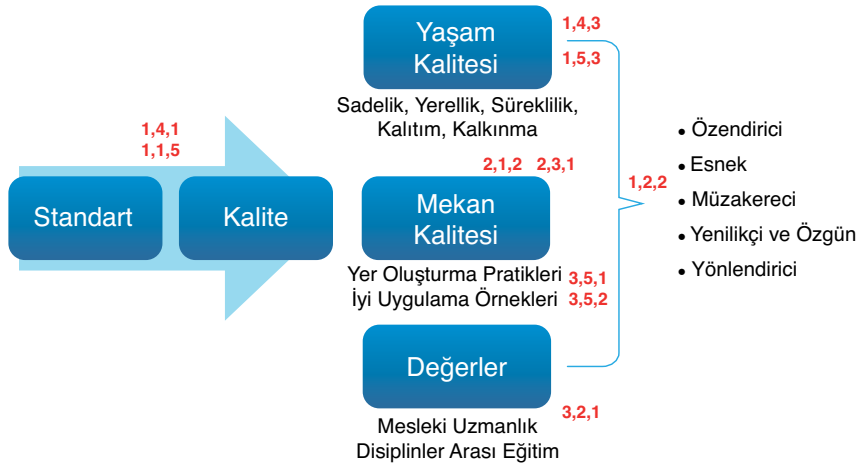 1,4,1
1,1,5
Standart
Kalite
Yaşam
Kalitesi
1,4,3
1,5,3
Sadelik, Yerellik, Süreklilik,
Kalıtım, Kalkınma
2,1,2 2,3,1
Mekan
Kalitesi
Yer Oluşturma Pratikleri 3,5,1
İyi Uygulama Örnekleri 3,5,2
Değerler
3,2,1
Mesleki Uzmanlık
Disiplinler Arası Eğitim
1,2,2
• Özendirici
• Esnek
• Müzakereci
• Yenilikçi ve Özgün
• Yönlendirici